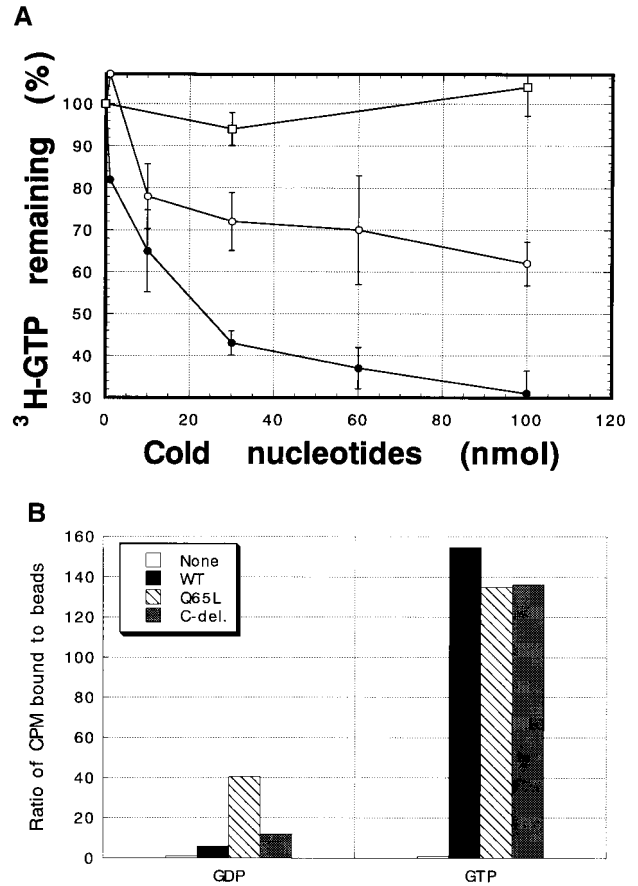 A
³H-GTP remaining (%)
100
90
80
70
60
50
40
30
0 20 40 60 80 100 120
Cold nucleotides (nmol)
B
Ratio of CPM bound to beads
160
140
120
100
80
60
40
20
0
None
WT
Q65L
C-del.
GDP GTP